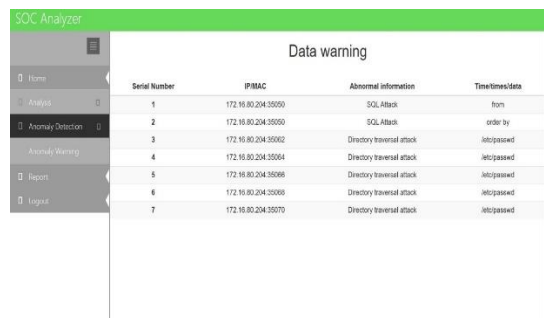 SOC Analyzer
Data warning
Home
Analysis
Anomaly Detection
Anomaly Warning
Report
Logout
Serial Number IP/MAC Abnormal information Time/times/data
1 172.16.80.204:35050 SQL Attack from
2 172.16.80.204:35050 SQL Attack order by
3 172.16.80.204:35062 Directory traversal attack /etc/passwd
4 172.16.80.204:35064 Directory traversal attack /etc/passwd
5 172.16.80.204:35066 Directory traversal attack /etc/passwd
6 172.16.80.204:35068 Directory traversal attack /etc/passwd
7 172.16.80.204:35070 Directory traversal attack /etc/passwd